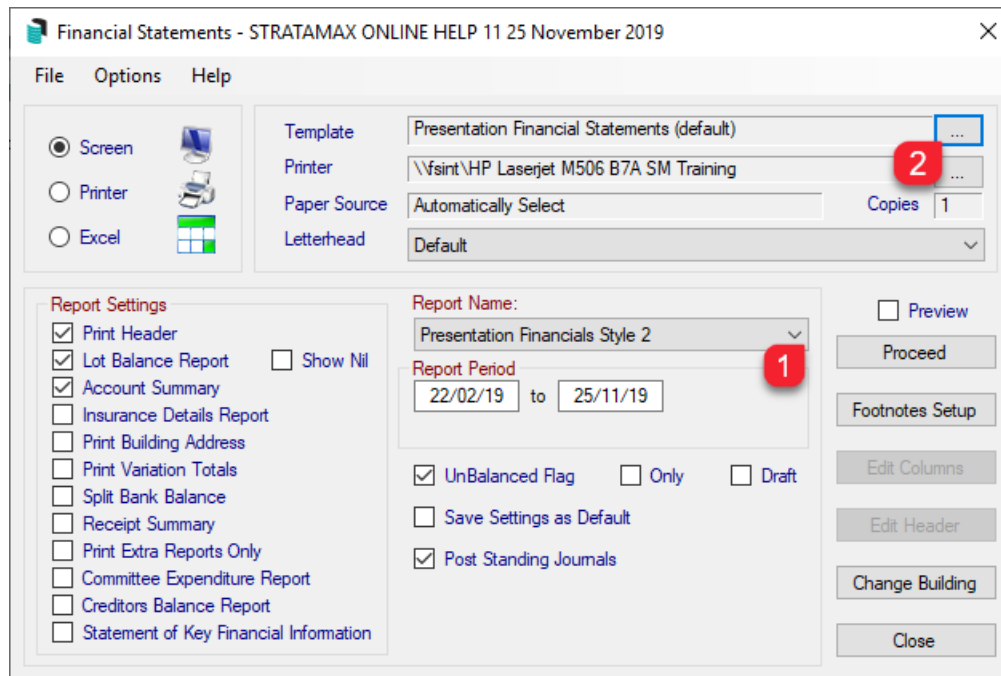 Financial Statements - STRATAMAX ONLINE HELP 11 25 November 2019
File Options Help
Screen
Printer
Excel
Template Presentation Financial Statements (default) ...
Printer \\fsint\HP Laserjet M506 B7A SM Training 2 ...
Paper Source Automatically Select Copies 1
Letterhead Default
Report Settings
Print Header
Lot Balance Report Show Nil
Account Summary
Insurance Details Report
Print Building Address
Print Variation Totals
Split Bank Balance
Receipt Summary
Print Extra Reports Only
Committee Expenditure Report
Creditors Balance Report
Statement of Key Financial Information
Report Name:
Presentation Financials Style 2
1
Report Period
22/02/19 to 25/11/19
UnBalanced Flag Only Draft
Save Settings as Default
Post Standing Journals
Preview
Proceed
Footnotes Setup
Edit Columns
Edit Header
Change Building
Close